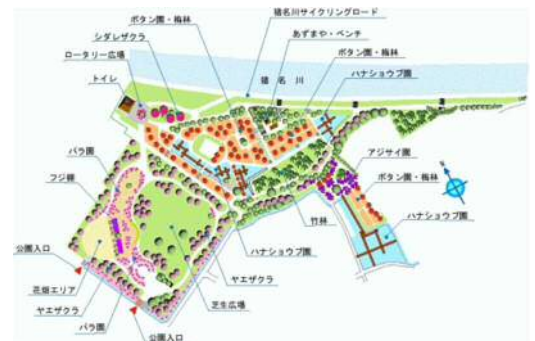 ボタン園・梅林
猪名川サイクリングロード
シダレザクラ
あずまや・ベンチ
ロータリー広場
ボタン園・梅林
トイレ
猪名川
ハナショウブ園
バラ園
アジサイ園
フジ棚
ボタン園・梅林
竹林
ハナショウブ園
公園入口
ハナショウブ園
花畑エリア
ヤエザクラ
ヤエザクラ
芝生広場
バラ園
公園入口